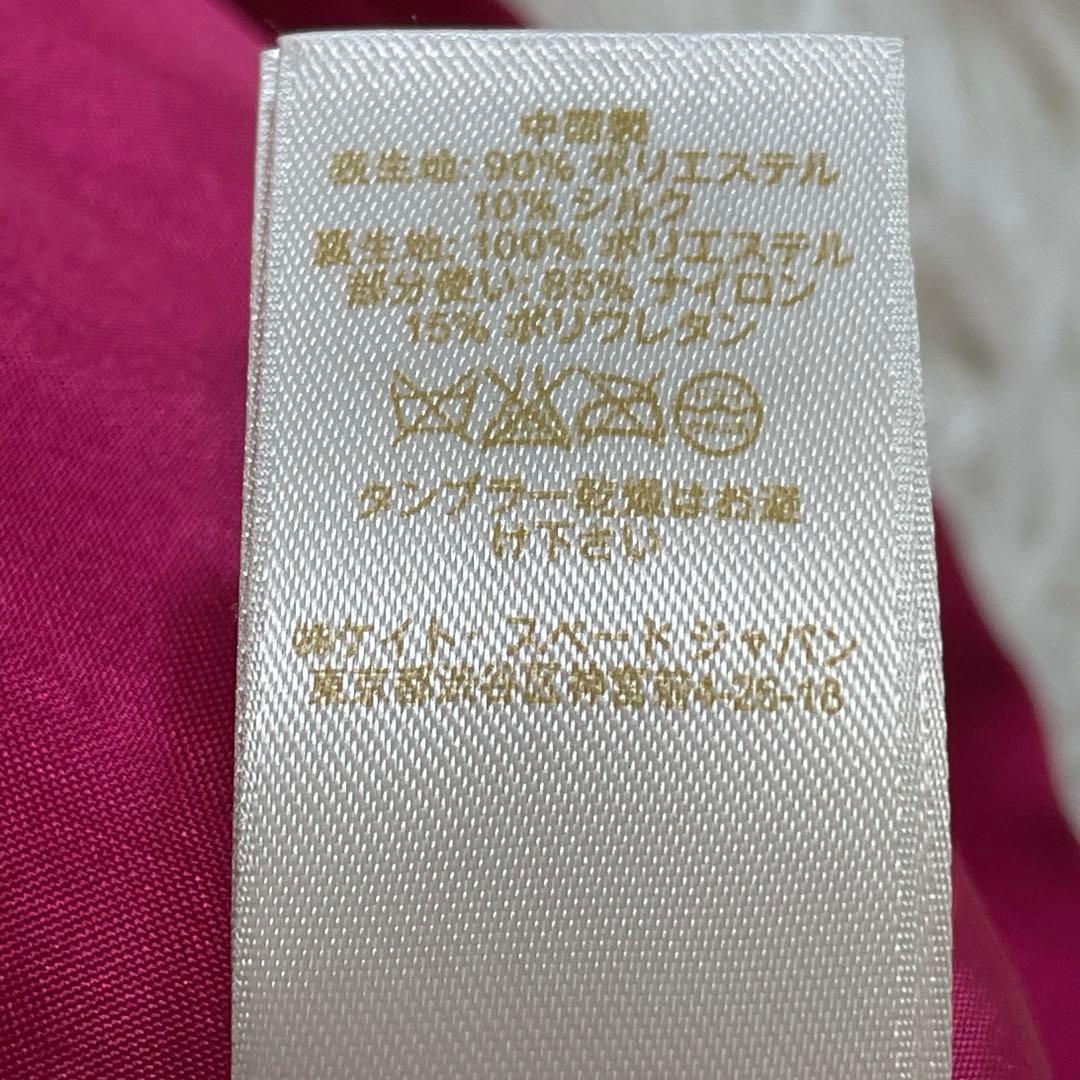 中国製
表生地: 90% ポリエステル
10% シルク
裏生地: 100% ポリエステル
部分使い: 85% ナイロン
15% ポリウレタン
タンブラー乾燥はお避
け下さい
㈱ケイト・スペード ジャパン
東京都渋谷区神宮前4-26-18